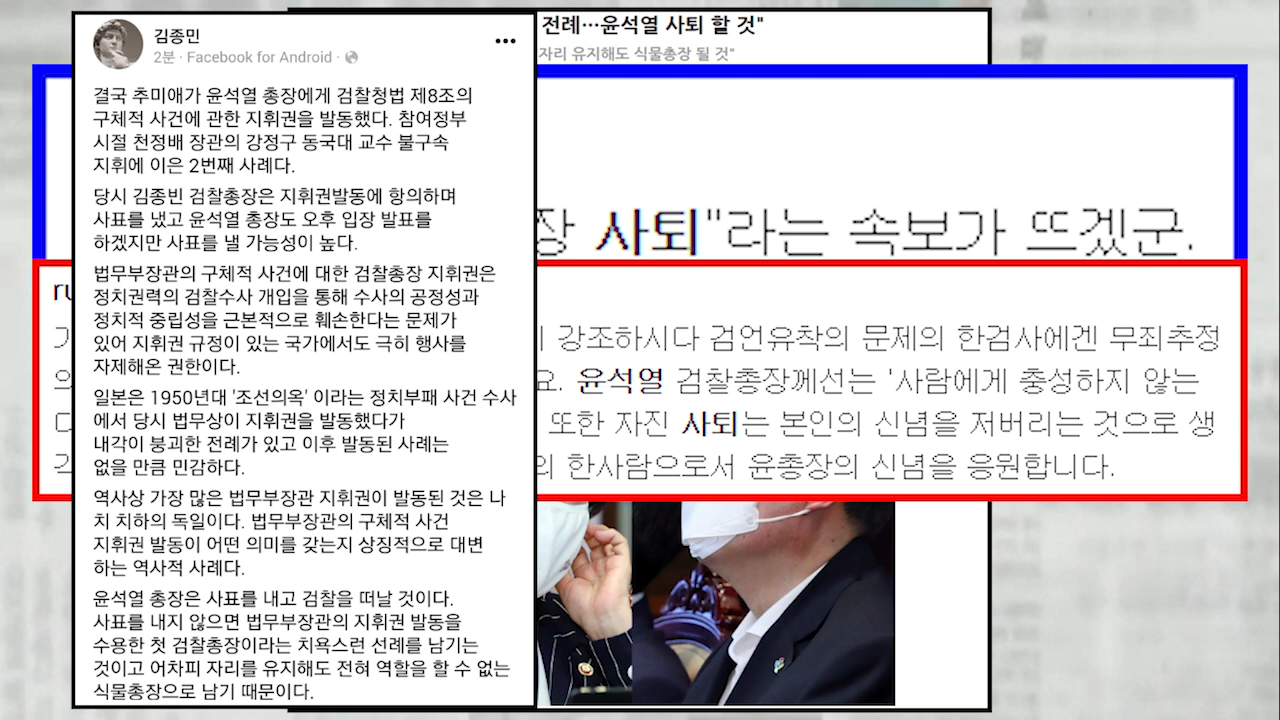 김종민
2분 · Facebook for Android ·
결국 추미애가 윤석열 총장에게 검찰청법 제8조의
구체적 사건에 관한 지휘권을 발동했다. 참여정부
시절 천정배 장관의 강정구 동국대 교수 불구속
지휘에 이은 2번째 사례다.
당시 김종빈 검찰총장은 지휘권발동에 항의하며
사표를 냈고 윤석열 총장도 오후 입장 발표를
하겠지만 사표를 낼 가능성이 높다.
법무부장관의 구체적 사건에 대한 검찰총장 지휘권은
정치권력의 검찰수사 개입을 통해 수사의 공정성과
정치적 중립성을 근본적으로 훼손한다는 문제가
있어 지휘권 규정이 있는 국가에서도 극히 행사를
자제해온 권한이다.
일본은 1950년대 '조선의옥' 이라는 정치부패 사건 수사
에서 당시 법무상이 지휘권을 발동했다가
내각이 붕괴한 전례가 있고 이후 발동된 사례는
없을 만큼 민감하다.
역사상 가장 많은 법무부장관 지휘권이 발동된 것은 나
치 치하의 독일이다. 법무부장관의 구체적 사건
지휘권 발동이 어떤 의미를 갖는지 상징적으로 대변
하는 역사적 사례다.
윤석열 총장은 사표를 내고 검찰을 떠날 것이다.
사표를 내지 않으면 법무부장관의 지휘권 발동을
수용한 첫 검찰총장이라는 치욕스런 선례를 남기는
것이고 어차피 자리를 유지해도 전혀 역할을 할 수 없는
식물총장으로 남기 때문이다.
전례…윤석열 사퇴 할 것"
자리 유지해도 식물총장 될 것"
장 사퇴"라는 속보가 뜨겠군.
강조하시다 검언유착의 문제의 한검사에겐 무죄추정
요. 윤석열 검찰총장께선는 '사람에게 충성하지 않는
또한 자진 사퇴는 본인의 신념을 저버리는 것으로 생
의 한사람으로서 윤총장의 신념을 응원합니다.